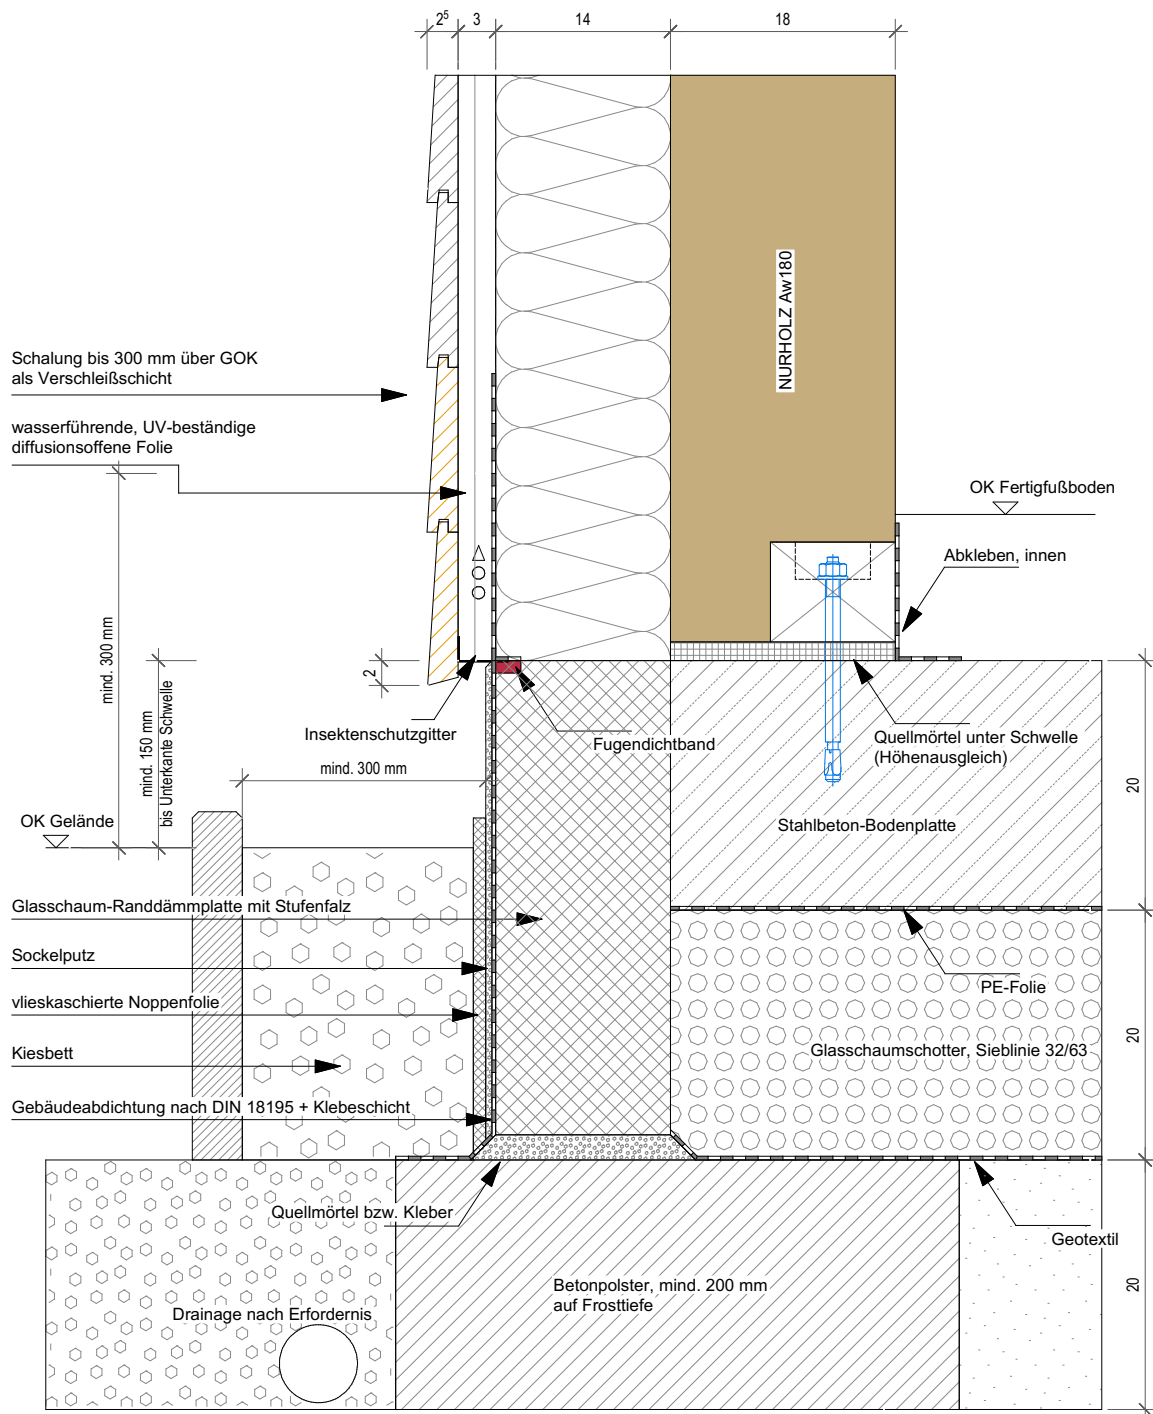 2⁵ 3 14 18
NURHOLZ Aw180
Schalung bis 300 mm über GOK
als Verschleißschicht
wasserführende, UV-beständige
diffusionsoffene Folie
OK Fertigfußboden
Abkleben, innen
mind. 300 mm
mind. 150 mm
bis Unterkante Schwelle
2
Insektenschutzgitter
Fugendichtband
Quellmörtel unter Schwelle
(Höhenausgleich)
mind. 300 mm
20
OK Gelände
Stahlbeton-Bodenplatte
Glasschaum-Randdämmplatte mit Stufenfalz
Sockelputz
PE-Folie
vlieskaschierte Noppenfolie
20
Kiesbett
Glasschaumschotter, Sieblinie 32/63
Gebäudeabdichtung nach DIN 18195 + Klebeschicht
Quellmörtel bzw. Kleber
Geotextil
20
Betonpolster, mind. 200 mm
auf Frosttiefe
Drainage nach Erfordernis